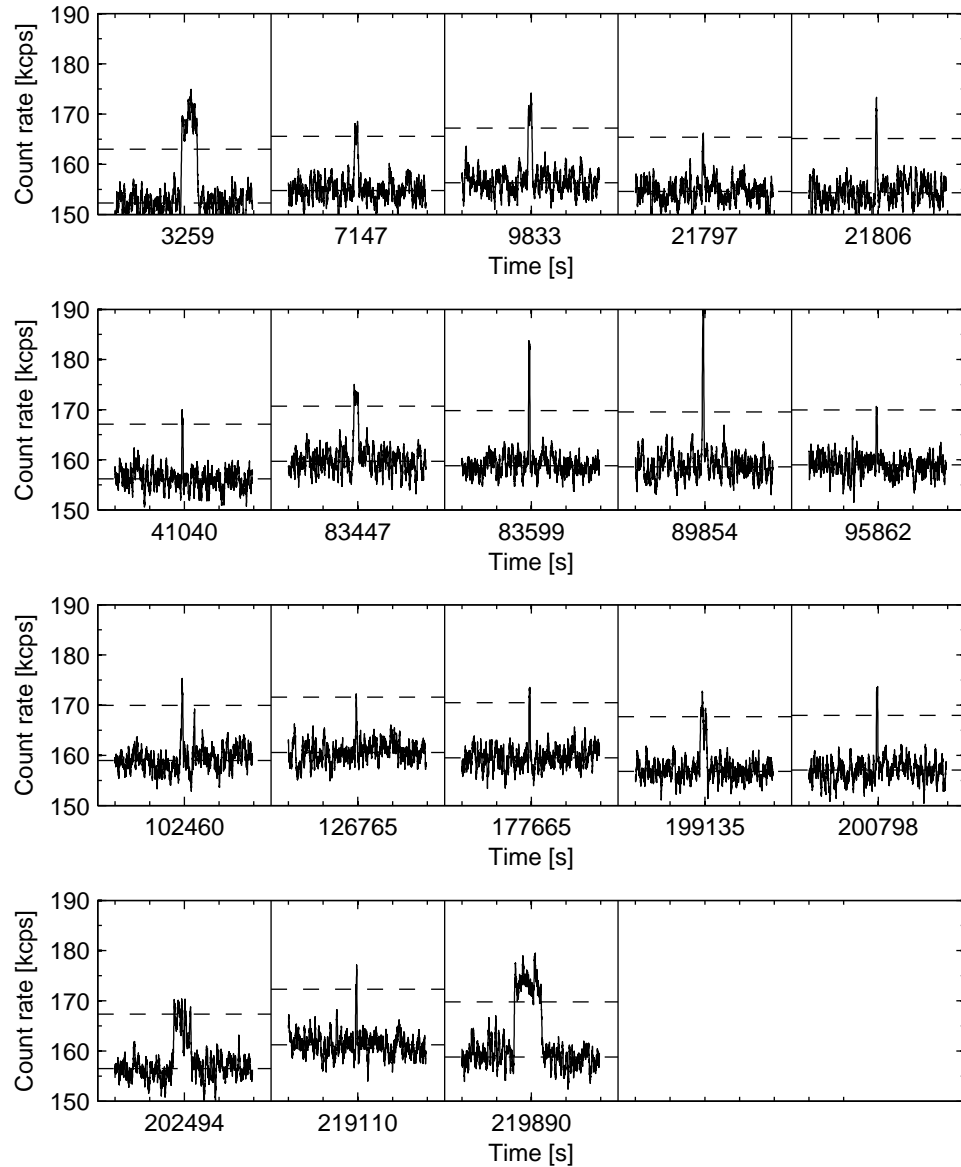 190
180
170
160
150
Count rate [kcps]
3259 7147 9833 21797 21806
Time [s]
190
180
170
160
150
Count rate [kcps]
41040 83447 83599 89854 95862
Time [s]
190
180
170
160
150
Count rate [kcps]
102460 126765 177665 199135 200798
Time [s]
190
180
170
160
150
Count rate [kcps]
202494 219110 219890
Time [s]